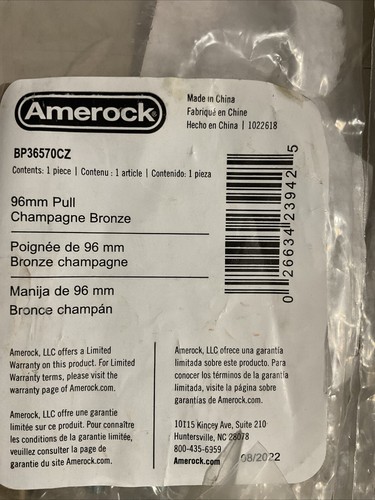 Amerock®
Made in China
Fabriqué en Chine
Hecho en China | 1022618
BP36570CZ
Contents: 1 piece | Contenu : 1 article | Contenido: 1 pieza
96mm Pull
Champagne Bronze
Poignée de 96 mm
Bronze champagne
Manija de 96 mm
Bronce champán
0 26634 23942 5
Amerock, LLC offers a Limited
Warranty on this product. For Limited
Warranty terms, please visit the
warranty page of Amerock.com.
Amerock, LLC offre une garantie
limitée sur ce produit. Pour connaître
les conditions de la garantie limitée,
veuillez consulter la page de
garantie du site Amerock.com.
Amerock, LLC ofrece una garantía
limitada sobre este producto. Para
conocer los términos de la garantía
limitada, visite la página sobre
garantías de Amerock.com.
10115 Kincey Ave, Suite 210
Huntersville, NC 28078
800-435-6959
Amerock.com 08/2022